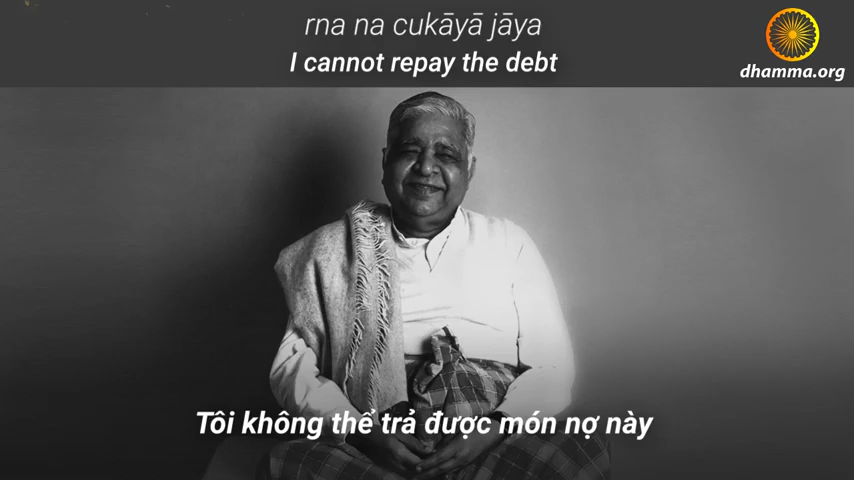 rna na cukāyā jāya
I cannot repay the debt
dhamma.org
Tôi không thể trả được món nợ này